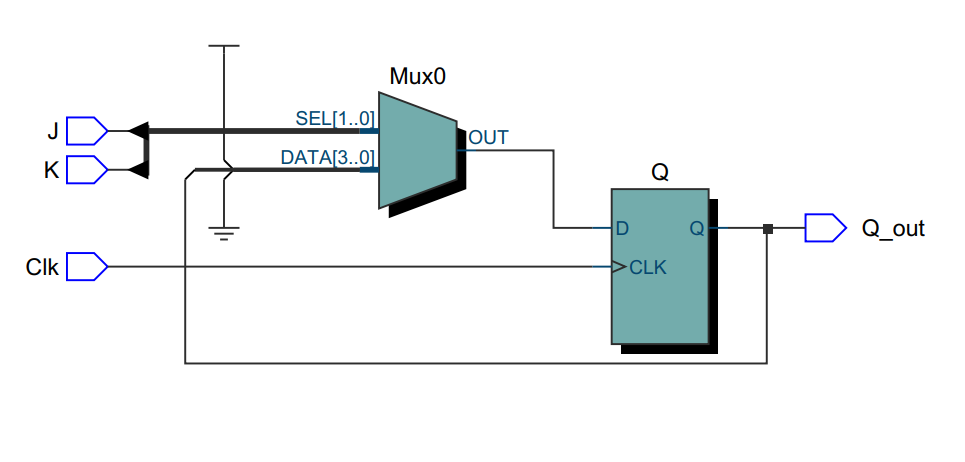 Mux0
J
SEL[1..0]
OUT
K
DATA[3..0]
Q
D
Q
Q_out
Clk
CLK